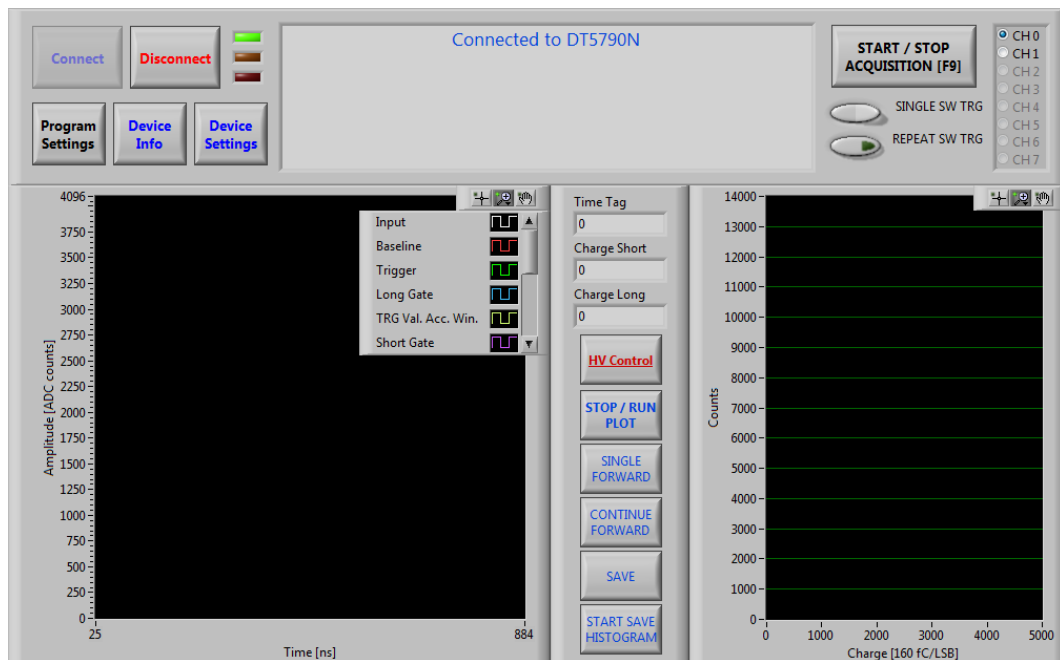 Connect
Disconnect
Program
Settings
Device
Info
Device
Settings
Connected to DT5790N
START / STOP
ACQUISITION [F9]
SINGLE SW TRG
REPEAT SW TRG
CH 0
CH 1
CH 2
CH 3
CH 4
CH 5
CH 6
CH 7
4096
3750
3500
3250
3000
2750
2500
2250
2000
1750
1500
1250
1000
750
500
250
0
Amplitude [ADC counts]
25
884
Time [ns]
Input
Baseline
Trigger
Long Gate
TRG Val. Acc. Win.
Short Gate
Time Tag
0
Charge Short
0
Charge Long
0
HV Control
STOP / RUN
PLOT
SINGLE
FORWARD
CONTINUE
FORWARD
SAVE
START SAVE
HISTOGRAM
14000
13000
12000
11000
10000
9000
8000
7000
6000
5000
4000
3000
2000
1000
0
Counts
0
1000
2000
3000
4000
5000
Charge [160 fC/LSB]